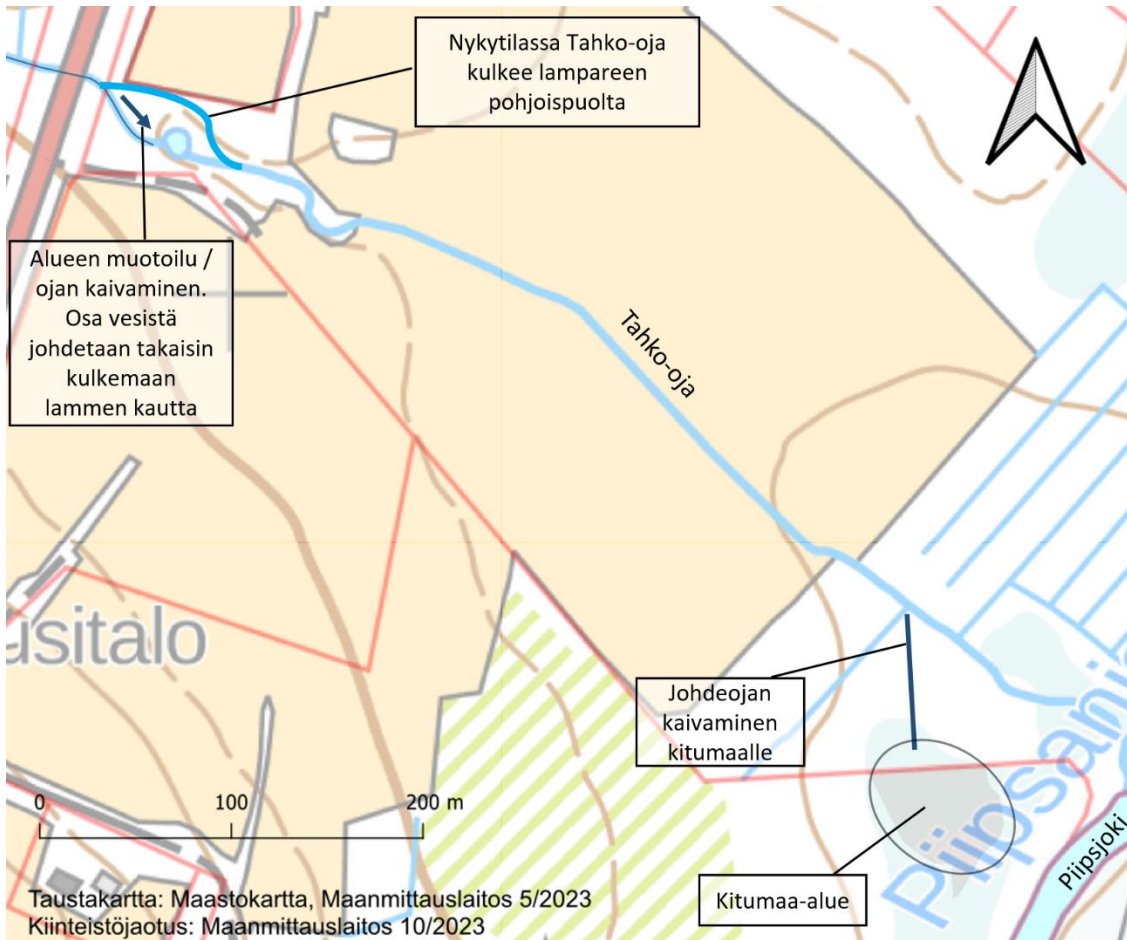 Nykytilassa Tahko-oja
kulkee lampareen
pohjoispuolta
Alueen muotoilu /
ojan kaivaminen.
Osa vesistä
johdetaan takaisin
kulkemaan
lammen kautta
Tahko-oja
usitalo
Johdeojan
kaivaminen
kitumaalle
Piipsanj
Piipsjoki
Kitumaa-alue
0 100 200 m
Taustakartta: Maastokartta, Maanmittauslaitos 5/2023
Kiinteistöjaotus: Maanmittauslaitos 10/2023